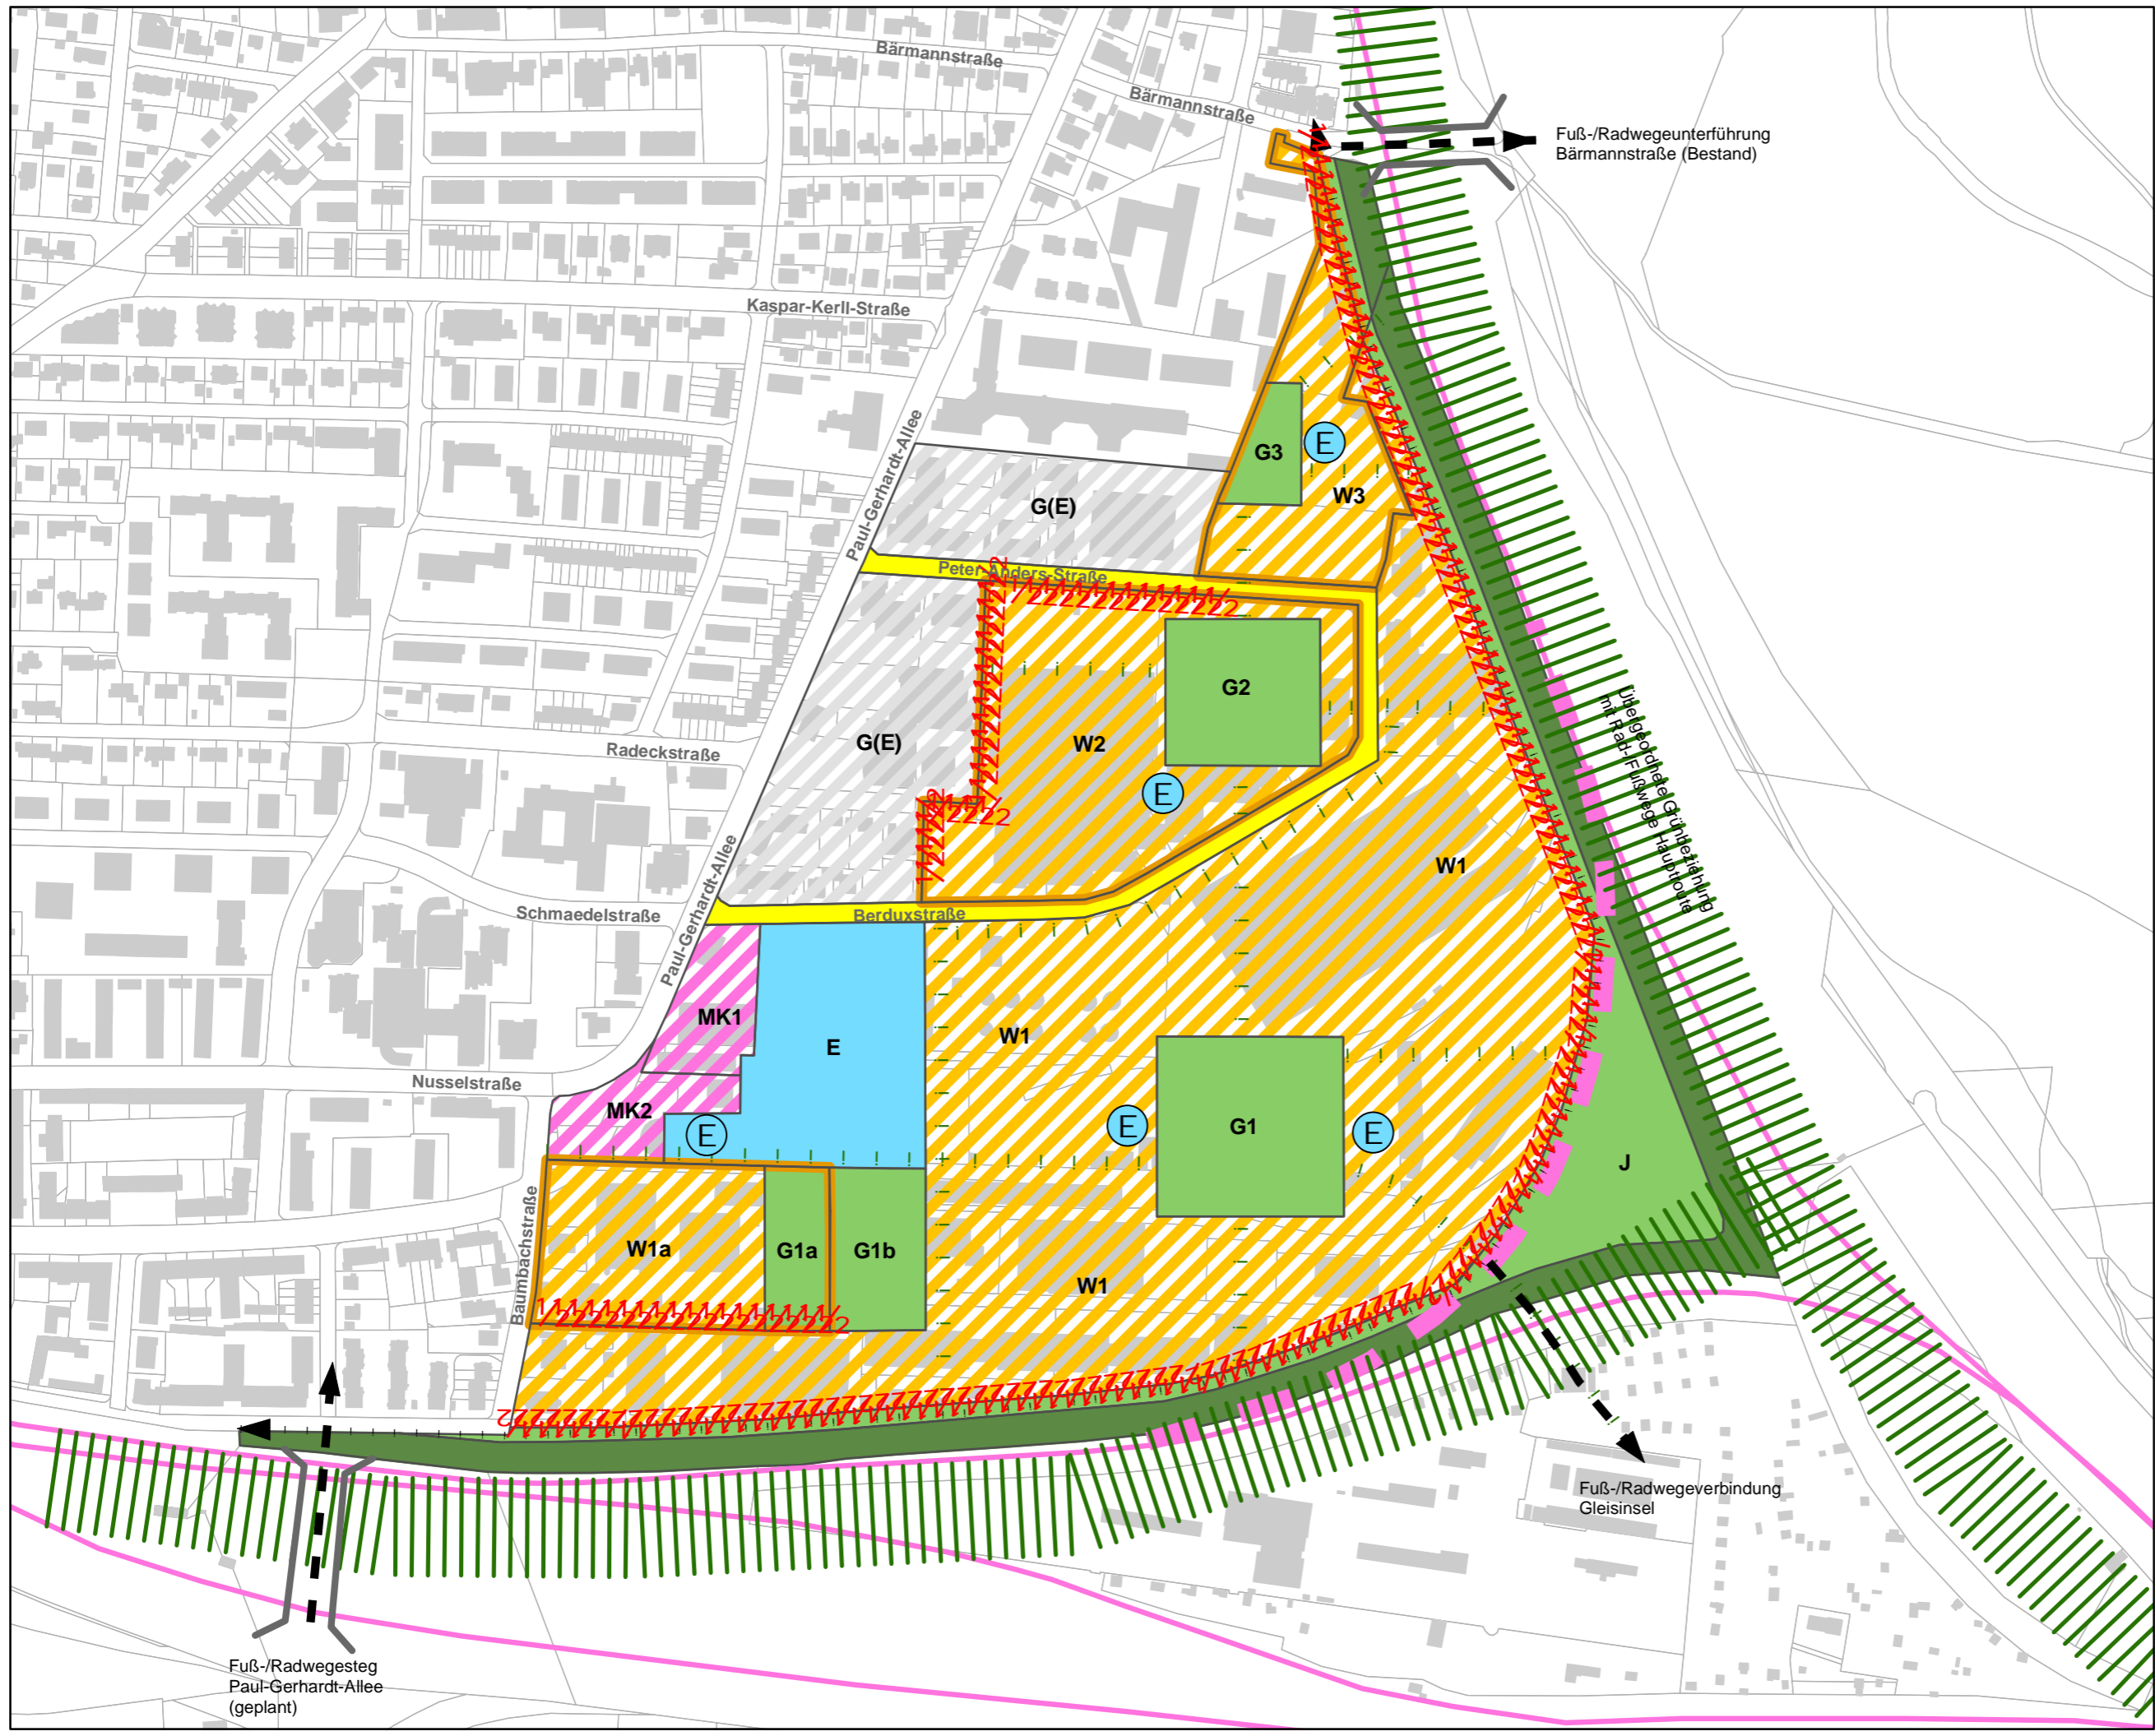 Bärmannstraße
Bärmannstraße
Fuß-/Radwegeunterführung
Bärmannstraße (Bestand)
Kaspar-Kerll-Straße
Paul-Gerhardt-Allee
G3
E
W3
G(E)
Peter-Anders-Straße
G2
Übergeordnete Grünbeziehung
mit Rad-/Fußwege Hauptroute
Radeckstraße
G(E)
W2
E
W1
Paul-Gerhardt-Allee
Schmaedelstraße
Berduxstraße
MK1
E
W1
Nusselstraße
MK2
E
E
G1
E
J
Baumbachstraße
W1a
G1a
G1b
W1
Fuß-/Radwegeverbindung
Gleisinsel
Fuß-/Radwegesteg
Paul-Gerhardt-Allee
(geplant)